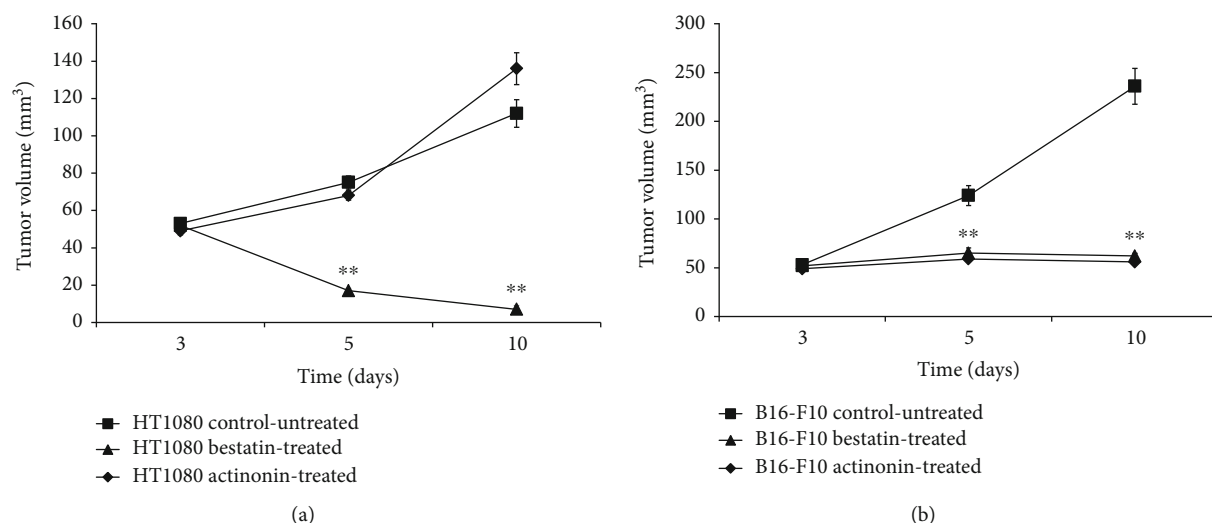 160
140
120
100
80
60
40
20
0
Tumor volume (mm³)
**
**
3
5
10
Time (days)
HT1080 control-untreated
HT1080 bestatin-treated
HT1080 actinonin-treated
(a)
300
250
200
150
100
50
0
Tumor volume (mm³)
**
**
3
5
10
Time (days)
B16-F10 control-untreated
B16-F10 bestatin-treated
B16-F10 actinonin-treated
(b)